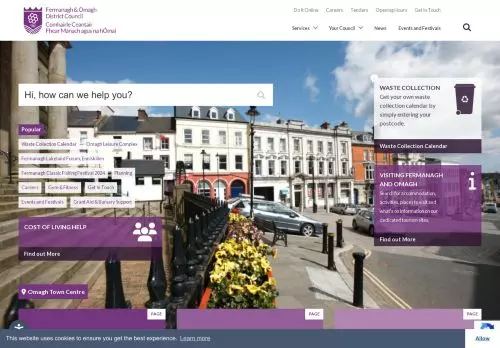 Fermanagh & Omagh
District Council
Comhairle Ceantair
Fhear Manach agus na hÓmaí
Do It Online
Careers
Tenders
Opening Hours
Get in Touch
Services
Your Council
News
Events and Festivals
Hi, how can we help you?
Popular
Waste Collection Calendar
Omagh Leisure Complex
Fermanagh Lakeland Forum, Enniskillen
Fermanagh Classic Fishing Festival 2024
Planning
Careers
Gym & Fitness
Get in Touch
Events and Festivals
Grant Aid & Bursary Support
COST OF LIVING HELP
Find out More
WASTE COLLECTION
Get your own waste
collection calendar by
simply entering your
postcode.
Waste Collection Calendar
VISITING FERMANAGH
AND OMAGH
Search for accommodation,
activities, places to visit and
what's on information on our
dedicated tourism sites.
Find out More
Omagh Town Centre
PAGE
PAGE
PAGE
This website uses cookies to ensure you get the best experience. Learn more
Allow